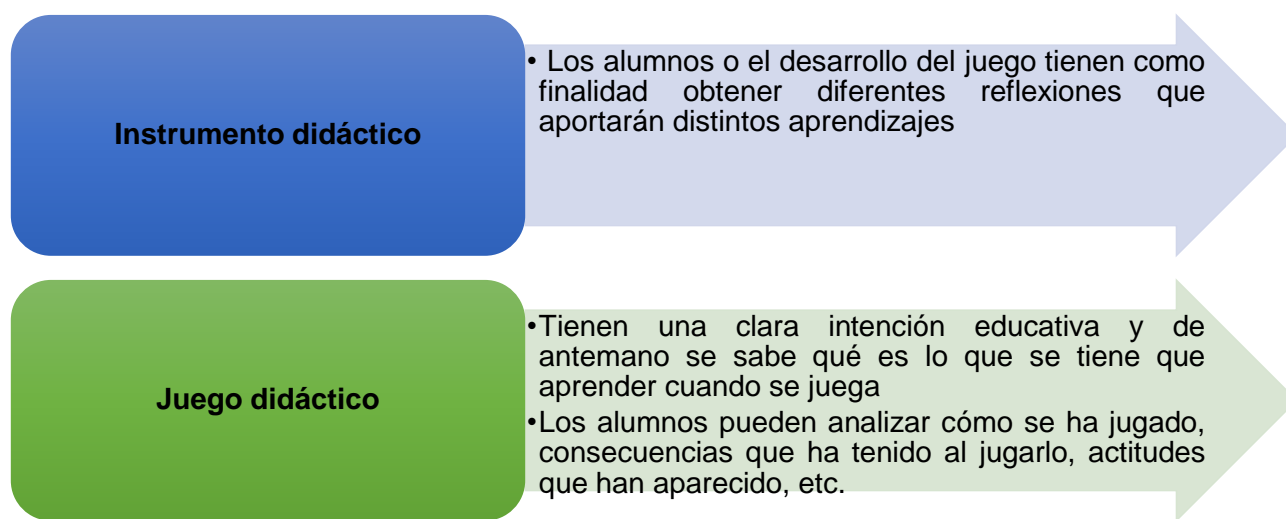 Instrumento didáctico
• Los alumnos o el desarrollo del juego tienen como
finalidad obtener diferentes reflexiones que
aportarán distintos aprendizajes
Juego didáctico
•Tienen una clara intención educativa y de
antemano se sabe qué es lo que se tiene que
aprender cuando se juega
•Los alumnos pueden analizar cómo se ha jugado,
consecuencias que ha tenido al jugarlo, actitudes
que han aparecido, etc.